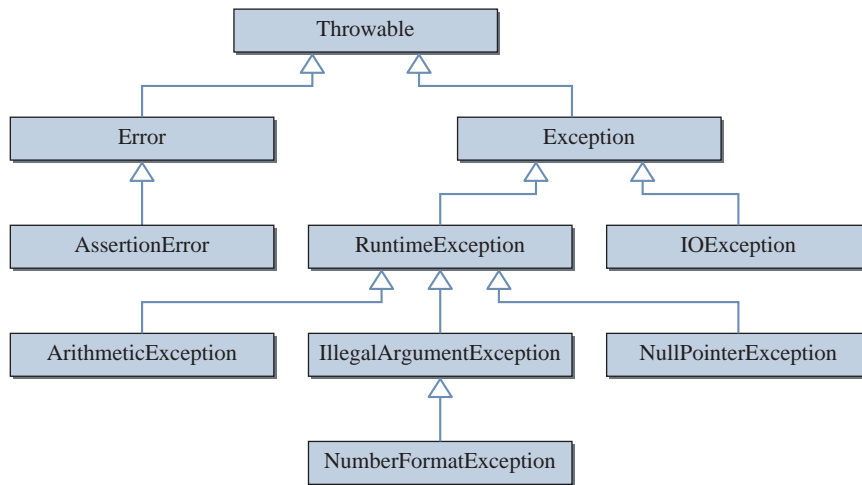 Throwable
Error
Exception
AssertionError
RuntimeException
IOException
ArithmeticException
IllegalArgumentException
NullPointerException
NumberFormatException